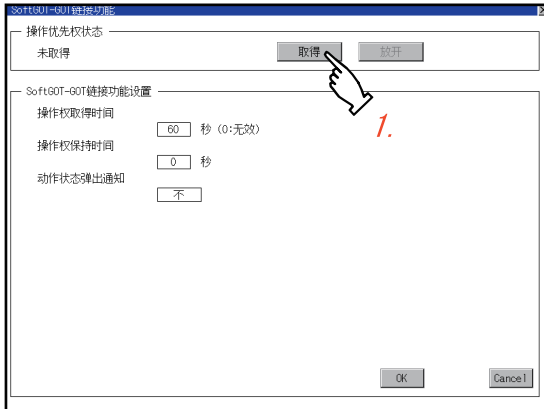 SoftGOT-GOT链接功能
操作优先权状态
未取得 取得 放开
1.
SoftGOT-GOT链接功能设置
操作权取得时间
60 秒 (0:无效)
操作权保持时间
0 秒
动作状态弹出通知
不
OK Cancel